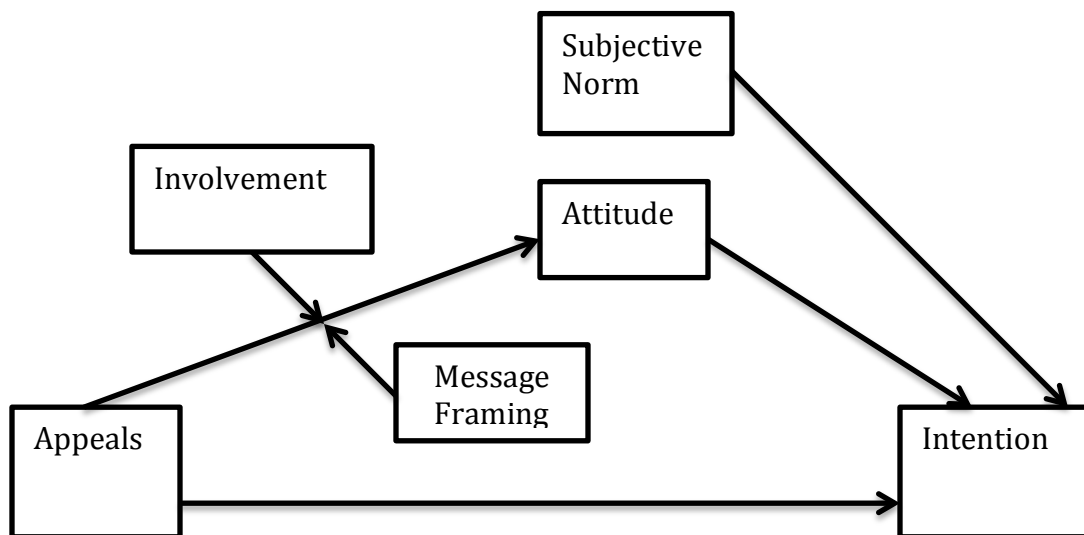 Subjective
Norm
Involvement
Attitude
Message
Framing
Appeals
Intention